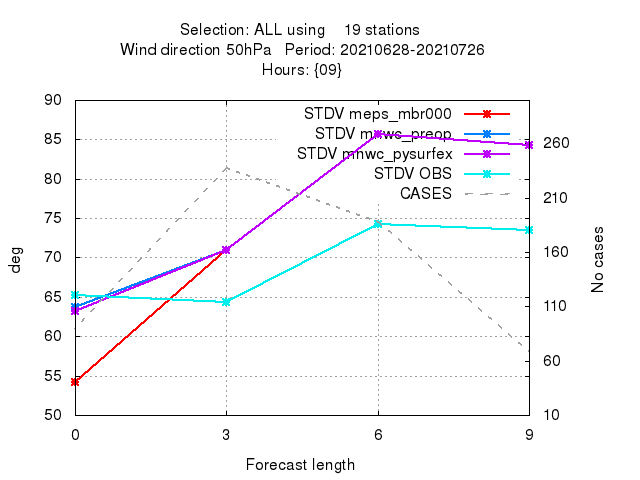 Selection: ALL using 19 stations
Wind direction 50hPa Period: 20210628-20210726
Hours: {09}
90
85
80
75
70
65
60
55
50
deg
STDV meps_mbr000
STDV mnwc_preop
STDV mnwc_pysurfex
STDV OBS
CASES
260
210
160
110
60
10
No cases
0 3 6 9
Forecast length